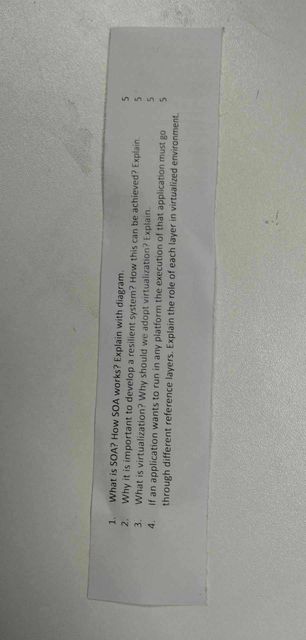 1. What is SOA? How SOA works? Explain with diagram. 5
2. Why it is important to develop a resilient system? How this can be achieved? Explain. 5
3. What is virtualization? Why should we adopt virtualization? Explain. 5
4. If an application wants to run in any platform the execution of that application must go 5
through different reference layers. Explain the role of each layer in virtualized environment.